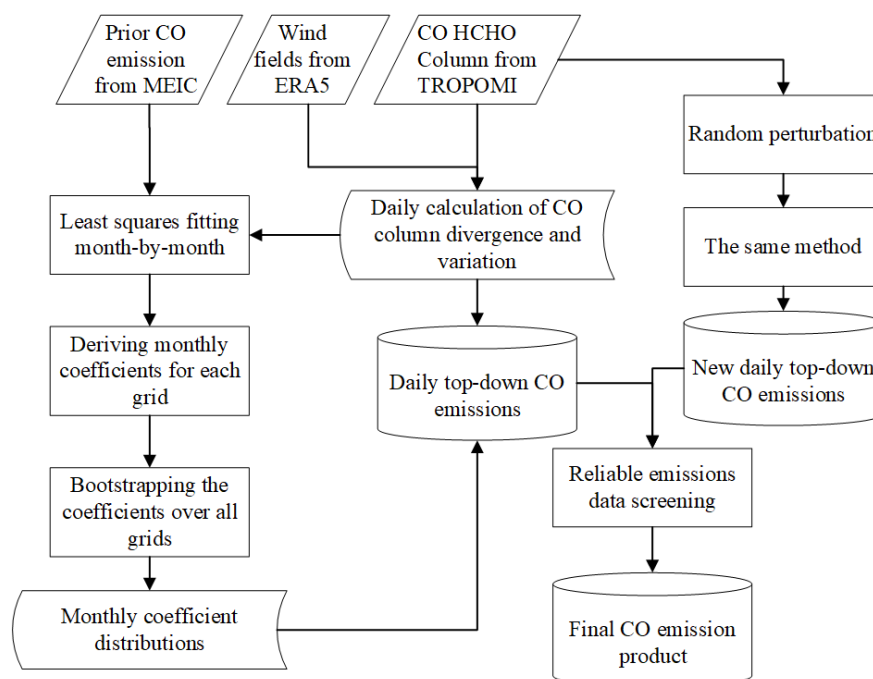 Prior CO
emission
from MEIC
Wind
fields from
ERA5
CO HCHO
Column from
TROPOMI
Random perturbation
Least squares fitting
month-by-month
Daily calculation of CO
column divergence and
variation
The same method
Deriving monthly
coefficients for each
grid
Daily top-down CO
emissions
New daily top-down
CO emissions
Bootstrapping the
coefficients over all
grids
Reliable emissions
data screening
Monthly coefficient
distributions
Final CO emission
product